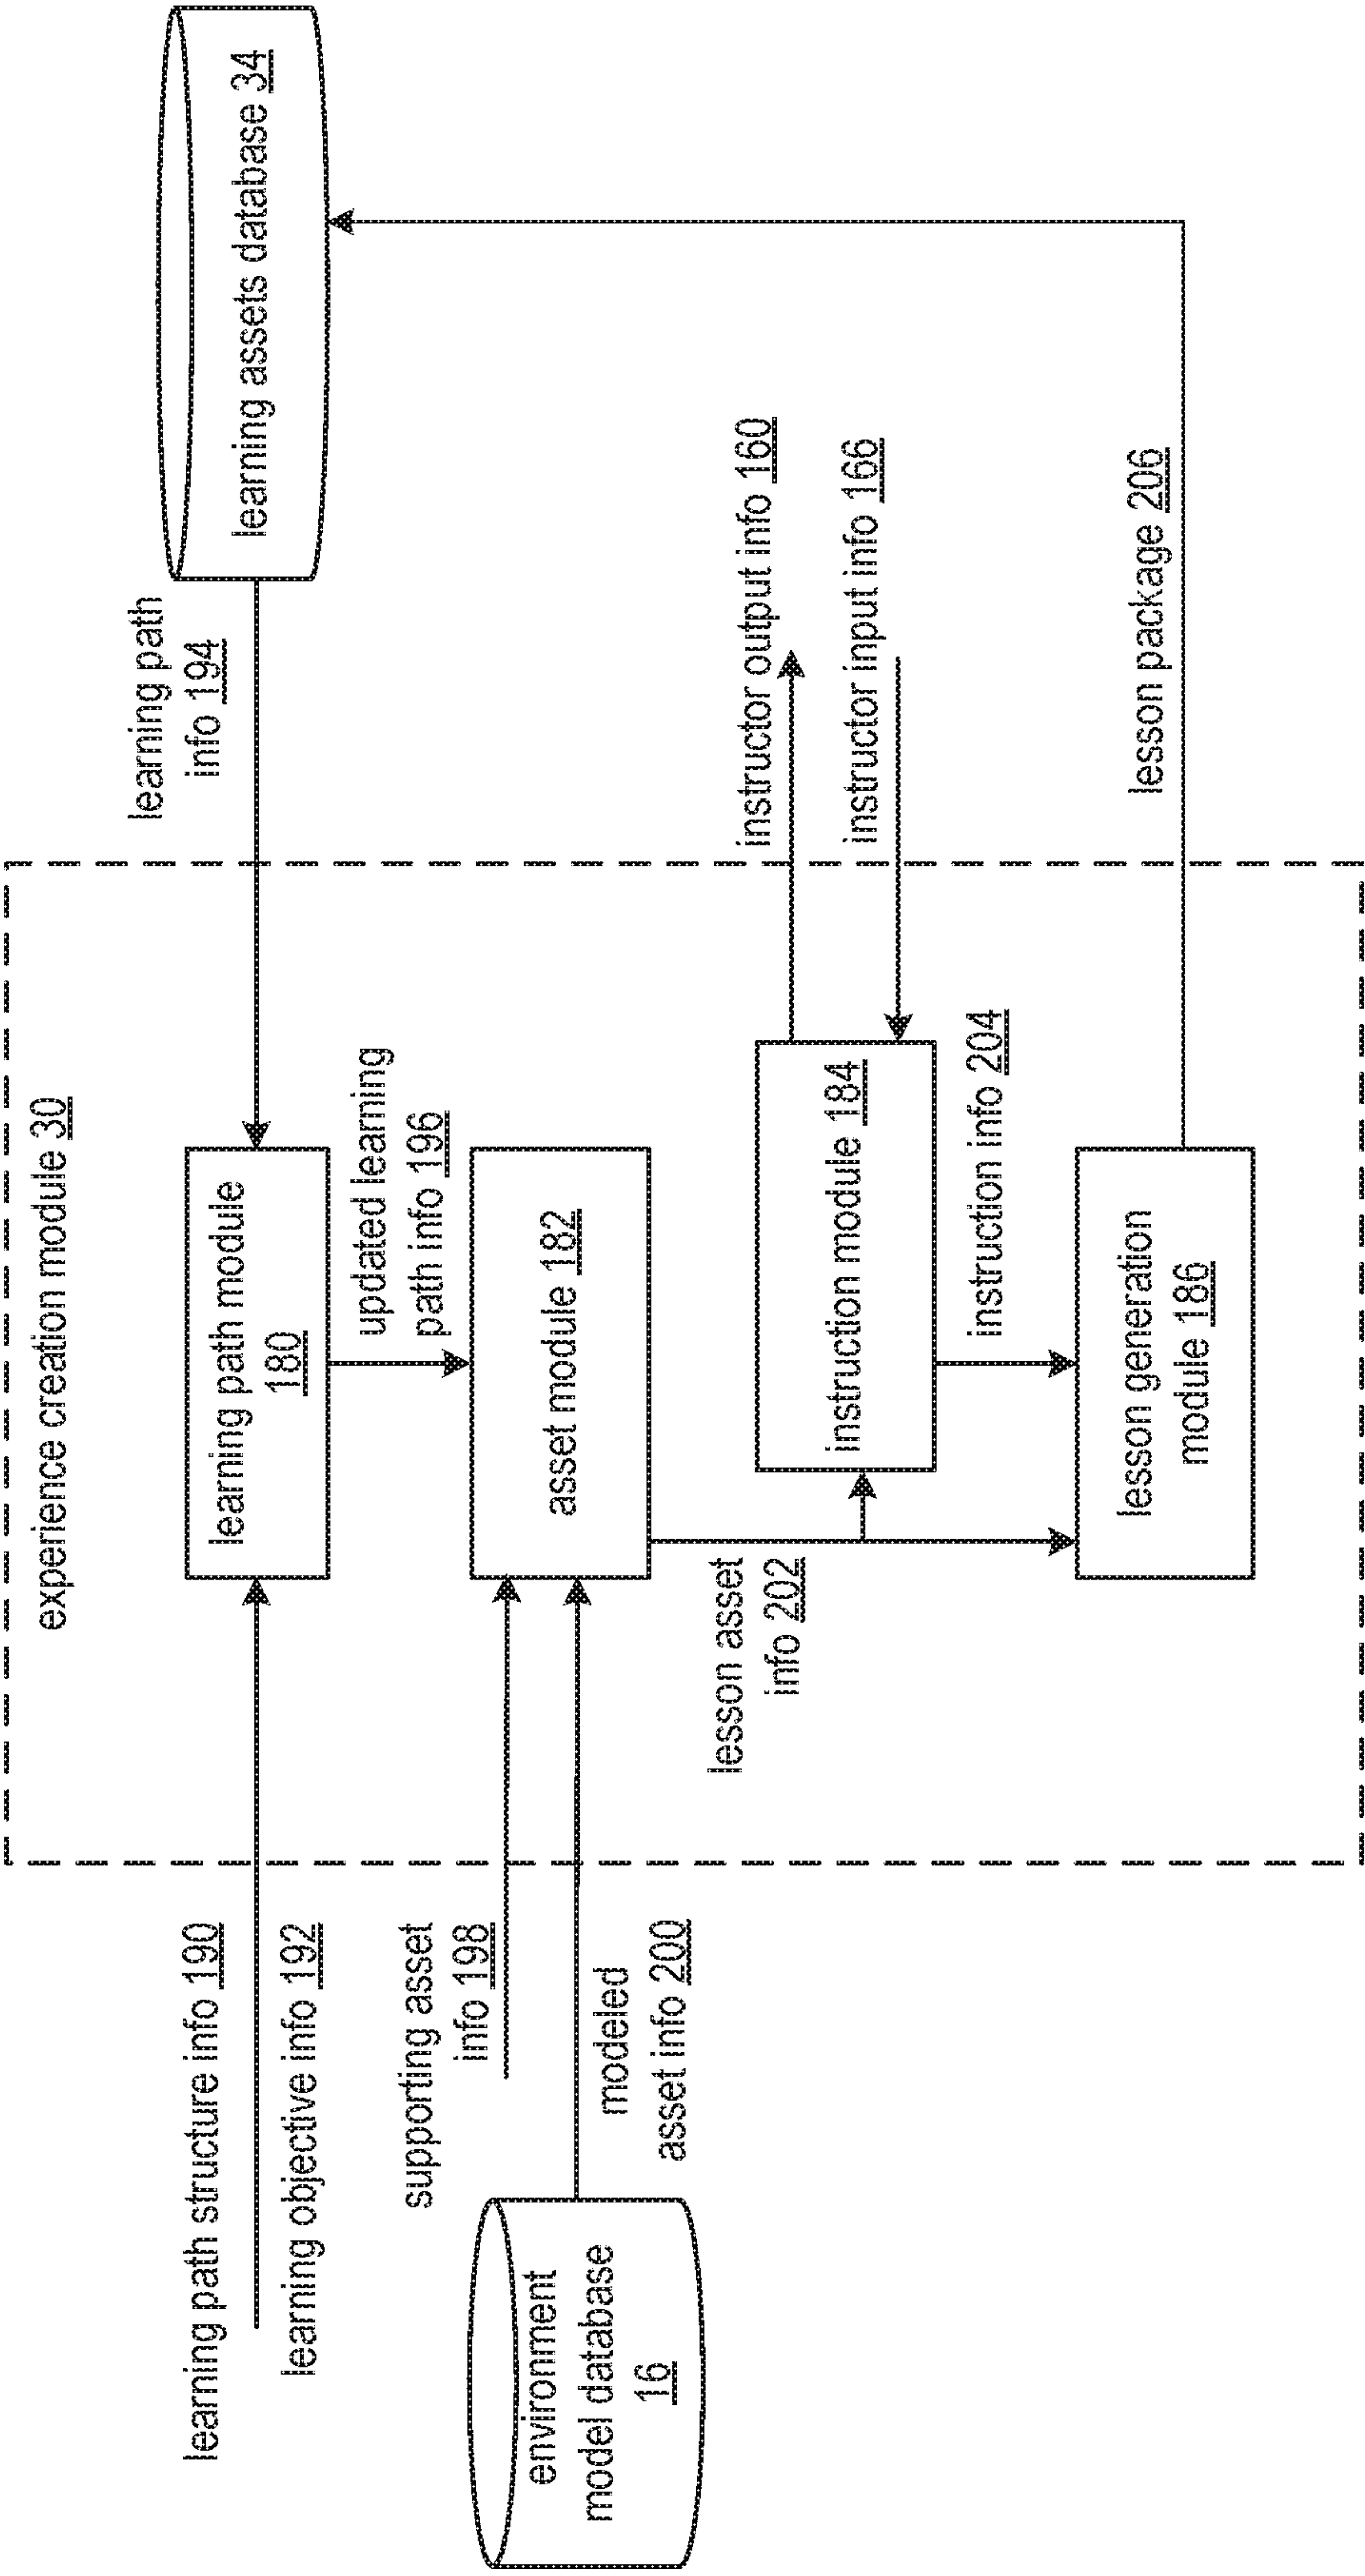 experience creation module 30
learning path structure info 190
learning objective info 192
learning path module
180
learning path
info 194
learning assets database 34
updated learning
path info 196
supporting asset
info 198
asset module 182
environment
model database
16
modeled
asset info 200
lesson asset
info 202
instruction module 184
instructor output info 160
instructor input info 166
instruction info 204
lesson generation
module 186
lesson package 206